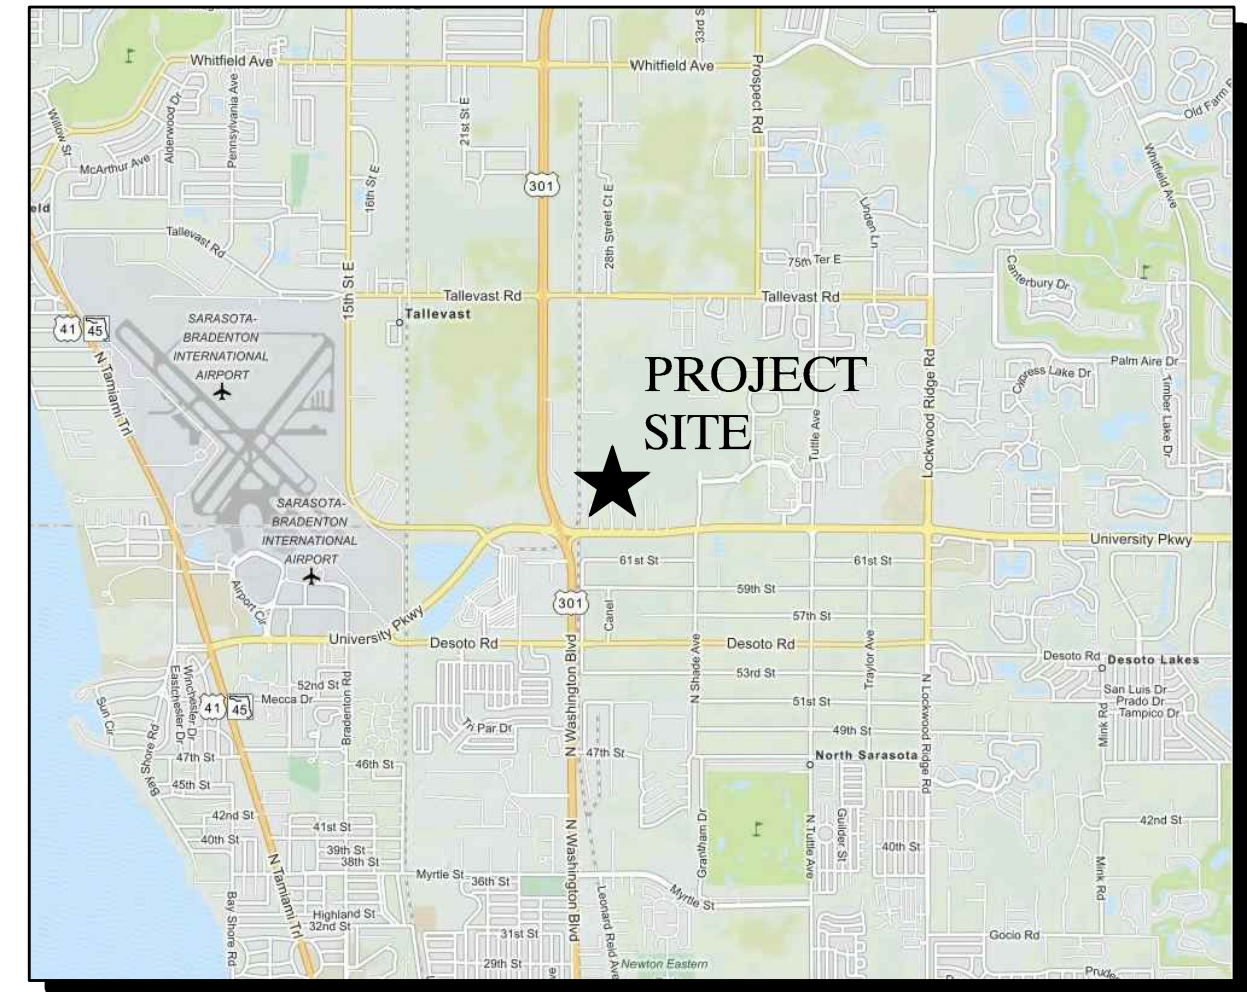 33rd S
Whitfield Ave
Whitfield Ave
Prospect Rd
Old Farm
Willow St
Alderwood Dr
Pennsylvania Ave
21st St E
McArthur Ave
16th St E
301
28th Street Ct E
Whitfield Ave
eld
Linden Ln
Tallevast Rd
75th Ter E
Canterbury Dr
15th St E
Tallevast Rd
Tallevast Rd
Tallevast
41
45
SARASOTA-
BRADENTON
INTERNATIONAL
AIRPORT
N Tamiami Trl
PROJECT
SITE
Palm Aire Dr
Cypress Lake Dr
Timber Lake Dr
Lockwood Ridge Rd
Tuttle Ave
SARASOTA-
BRADENTON
INTERNATIONAL
AIRPORT
University Pkwy
61st St
61st St
59th St
57th St
Airport Cir
301
Canel
University Pkwy
Desoto Rd
Desoto Rd
N Shade Ave
Traylor Ave
Desoto Rd
Desoto Lakes
53rd St
51st St
49th St
N Washington Blvd
N Lockwood Ridge Rd
San Luis Dr
Prado Dr
Tampico Dr
Mink Rd
Winchester Dr
Eastchester Dr
52nd St
Mecca Dr
Bradenton Rd
41
45
Sun Cir
Bay Shore Rd
Tri Par Dr
47th St
47th St
46th St
45th St
North Sarasota
42nd St
41st St
40th St
39th St
38th St
Grantham Dr
N Tuttle Ave
Guilder St
40th St
42nd St
N Tamiami Trl
N Washington Blvd
Myrtle St
36th St
Myrtle St
Mink Rd
Bay Shore Rd
Highland St
32nd St
31st St
29th St
Leonard Reid Ave
Newton Eastern
Gocio Rd